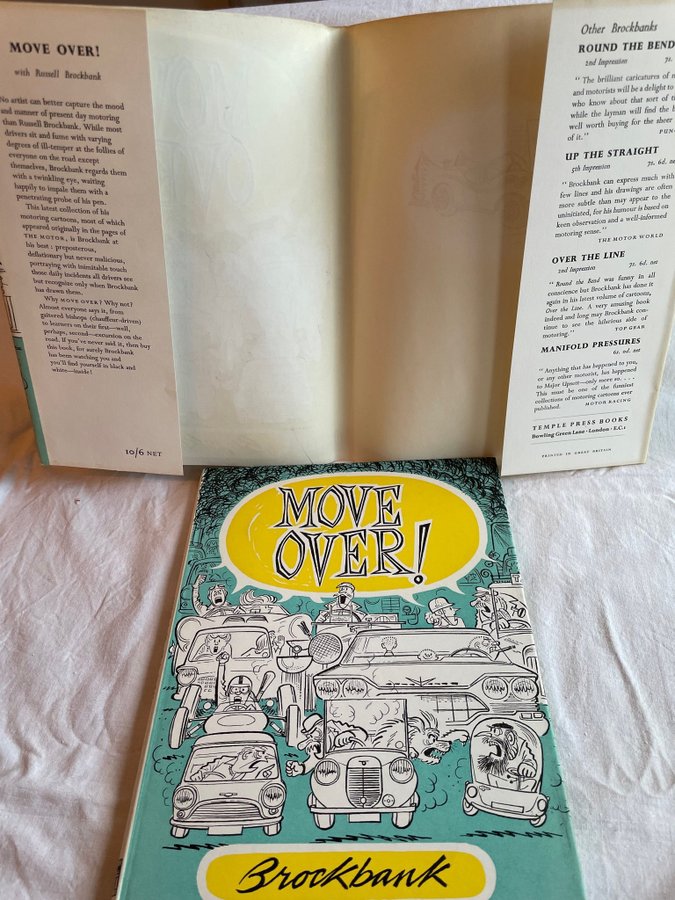 MOVE OVER!
with Russell Brockbank
No artist can better capture the mood
and manner of present day motoring
than Russell Brockbank. While most
drivers sit and fume with varying
degrees of ill-temper at the follies of
everyone on the road except
themselves, Brockbank regards them
with a twinkling eye, waiting
happily to impale them with a
penetrating probe of his pen.
This latest collection of his
motoring cartoons, most of which
appeared originally in the pages of
THE MOTOR, is Brockbank at
his best: preposterous,
deflationary but never malicious,
portraying with inimitable touch
those daily incidents all drivers see
but recognize only when Brockbank
has drawn them.
Why MOVE OVER? Why not?
Almost everyone says it, from
gaitered bishops (chauffeur-driven)
to learners on their first—well,
perhaps, second—excursion on the
road. If you've never said it, then buy
this book, for surely Brockbank
has been watching you and
you'll find yourself in black and
white—inside!
10/6 NET
Other Brockbanks
ROUND THE BEND
2nd Impression 7s.
"The brilliant caricatures of
and motorists will be a delight to
who know about that sort of
while the layman will find the
well worth buying for the sheer
of it."
UP THE STRAIGHT
5th Impression 7s. 6d. net
"Brockbank can express much with
few lines and his drawings are often
more subtle than may appear to the
uninitiated, for his humour is based on
keen observation and a well-informed
motoring sense."
THE MOTOR WORLD
OVER THE LINE
2nd Impression 7s. 6d. net
"Round the Bend was funny in all
conscience but Brockbank has done it
again in his latest volume of cartoons,
Over the Line. A very amusing book
indeed and long may Brockbank con-
tinue to see the hilarious side of
motoring."
TOP GEAR
MANIFOLD PRESSURES
6s. 0d. net
"Anything that has happened to you,
or any other motorist, has happened
to Major Upsett—only more so. . . .
This must be one of the funniest
collections of motoring cartoons ever
published.
MOTOR RACING
TEMPLE PRESS BOOKS
Bowling Green Lane · London · E.C.1
PRINTED IN GREAT BRITAIN
MOVE
OVER!
Brockbank